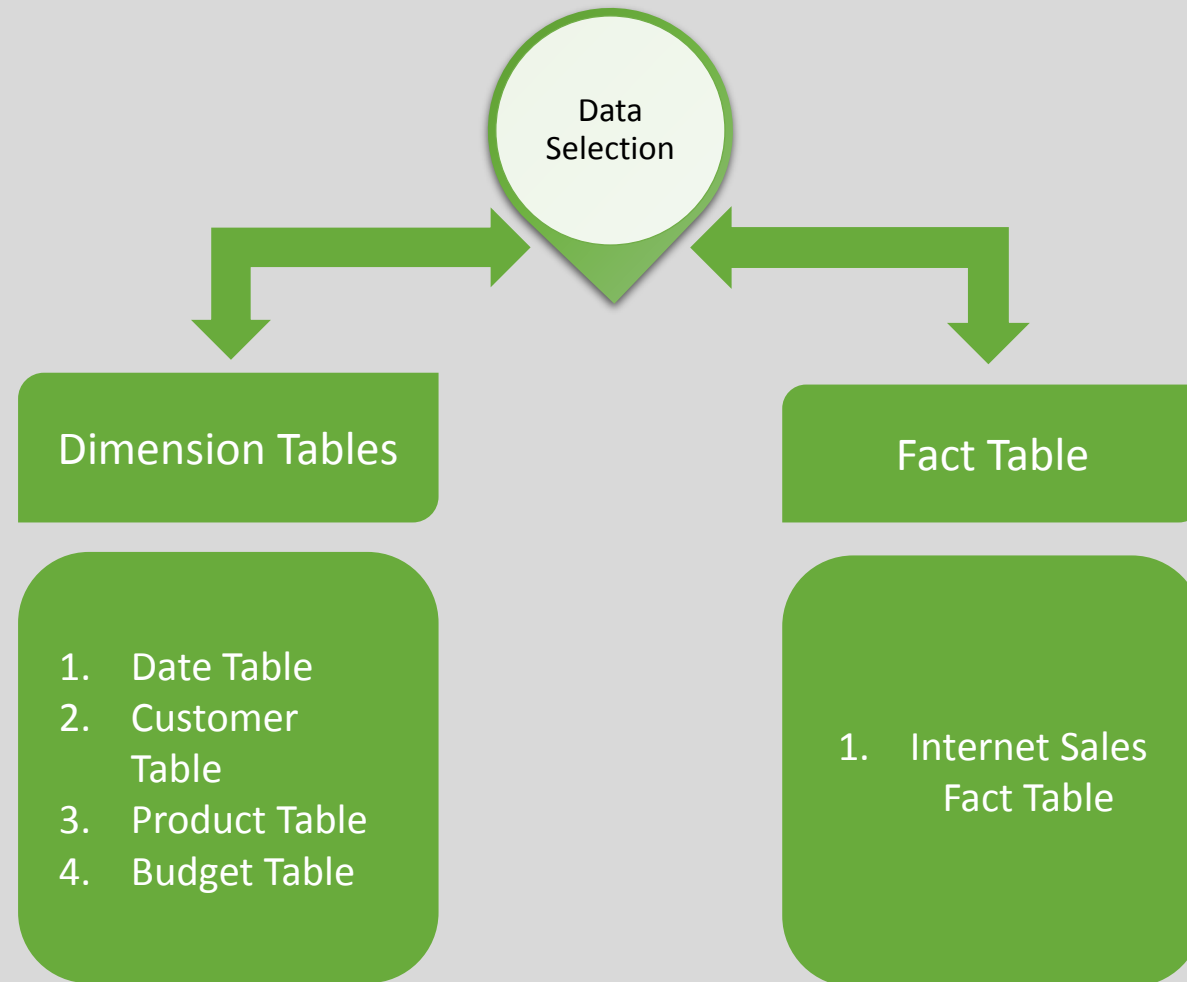 Data
Selection
Dimension Tables
1. Date Table
2. Customer
Table
3. Product Table
4. Budget Table
Fact Table
1. Internet Sales
Fact Table